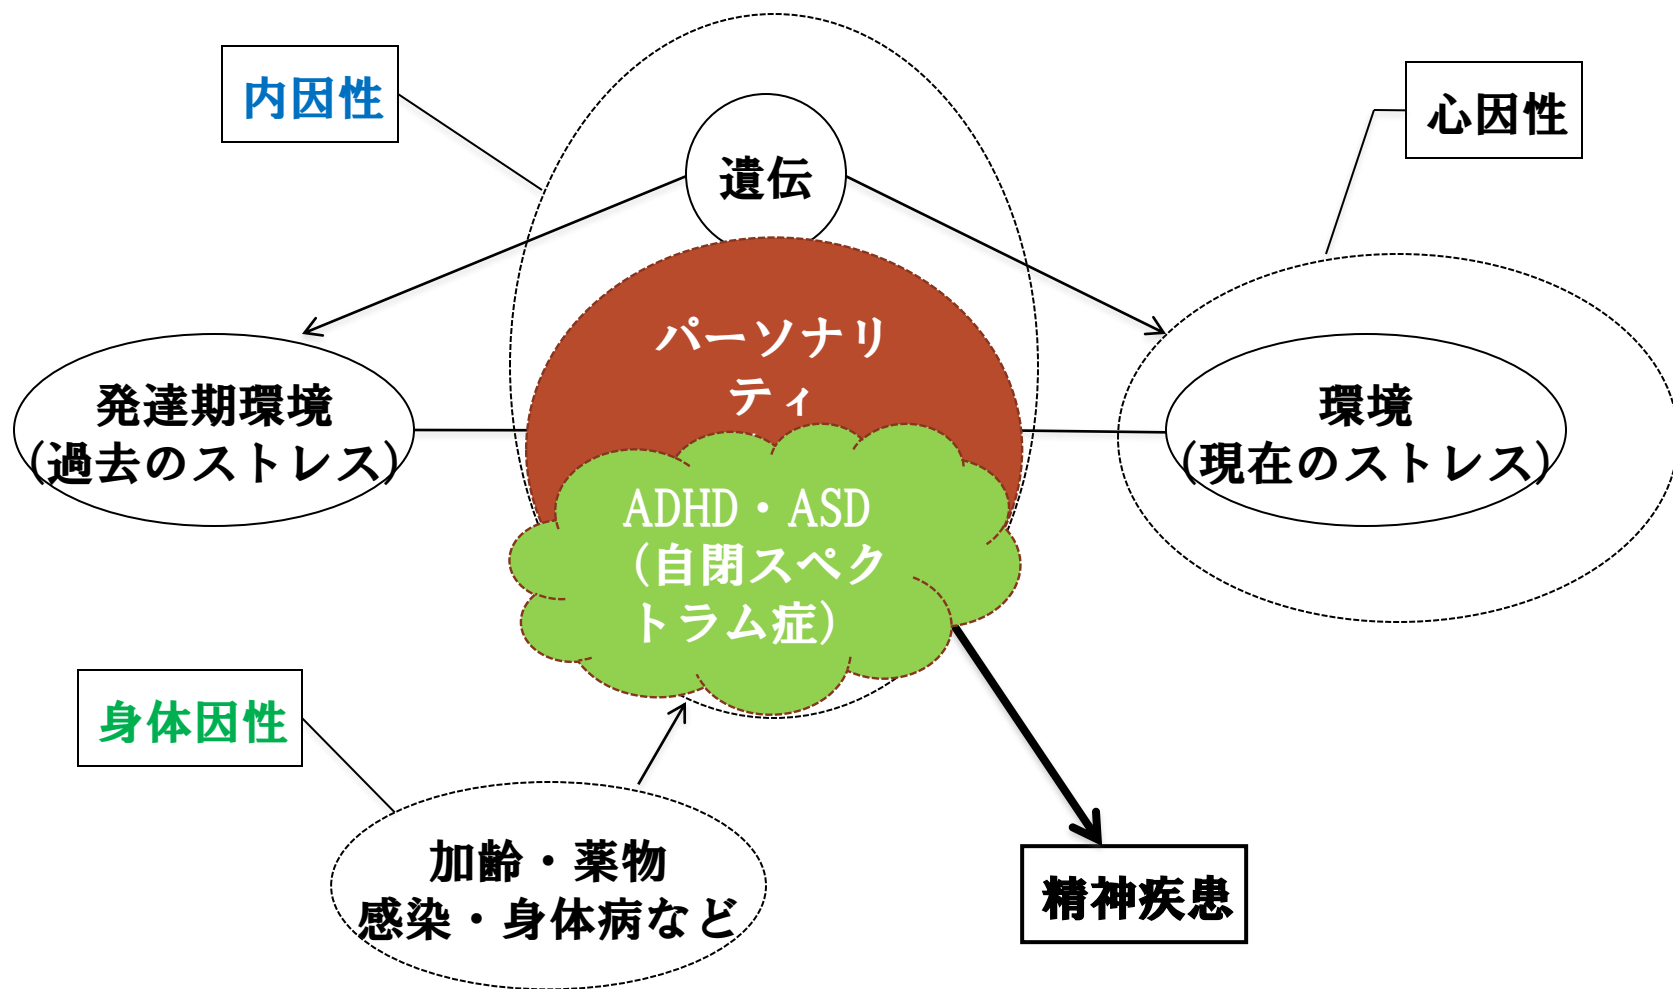 内因性
心因性
遺伝
パーソナリ
ティ
発達期環境
（過去のストレス）
環境
（現在のストレス）
ADHD・ASD
（自閉スペク
トラム症）
身体因性
加齢・薬物
感染・身体病など
精神疾患